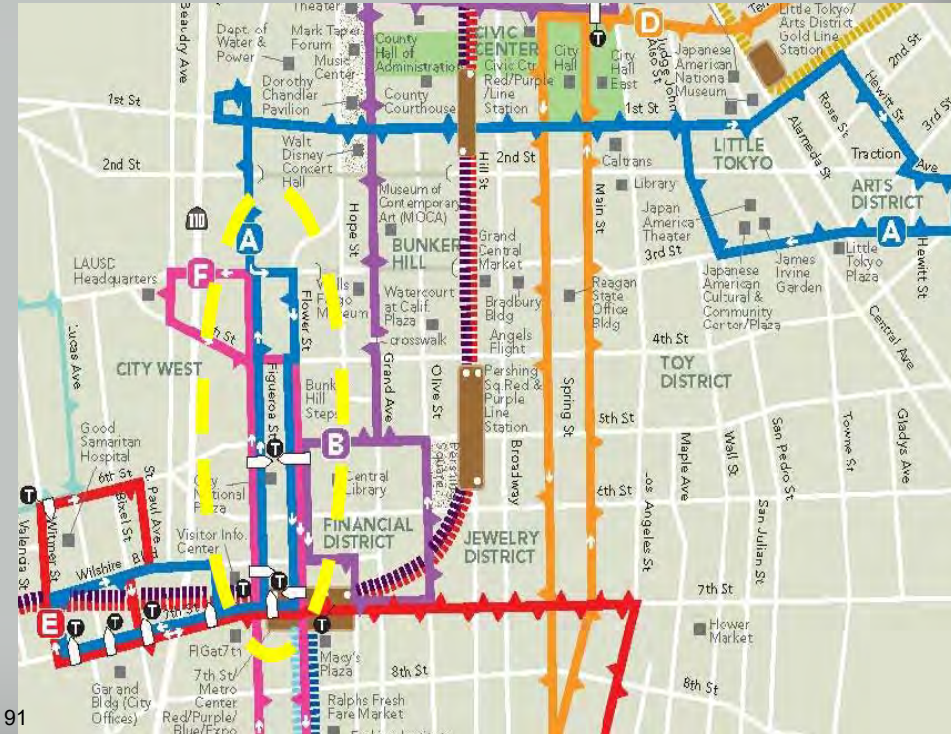 Theater
Beaudry Ave
Dept. of
Water &
Power
Mark Taper
Forum
Music
Center
Dorothy
Chandler
Pavilion
County
Hall of
Administration
County
Courthouse
CIVIC
CENTER
Civic Ctr
Red/Purple
/Line
Station
City
Hall
City
Hall
East
D
T
Judge John
Also St
Japanese
American
National
Museum
Little Tokyo/
Arts District
Gold Line
Station
2nd St
Hewitt St
3rd St
Rose St
Alameda St
1st St
1st St
2nd St
Walt
Disney
Concert
Hall
Hill St
2nd St
Caltrans
LITTLE
TOKYO
Traction
Ave
ARTS
DISTRICT
Library
Main St
Museum of
Contemporary
Art (MOCA)
Hope St
BUNKER
HILL
110
A
Japan
America
Theater
3rd St
A
Hewitt St
Grand
Central
Market
LAUSD
Headquarters
F
Flower St
Watercourt
at Calif.
Plaza
crosswalk
Bradbury
Bldg
Angels
Flight
Reagan
State
Office
Bldg
Japanese
American
Cultural &
Community
Center/Plaza
James
Irvine
Garden
Little
Tokyo
Plaza
Central Ave
4th St
Lucas Ave
CITY WEST
Figueroa St
Grand Ave
Olive St
Pershing
Sq. Red &
Purple
Line
Station
Broadway
Spring St
TOY
DISTRICT
5th St
Maple Ave
Wall St
San Pedro St
Towne St
Gladys Ave
Good
Samaritan
Hospital
6th St
T
B
Central
Library
Pershing
Square
6th St
Los Angeles St
San Julian St
T
Valencia St
Witmer St
Bixel St
St. Paul Ave
City
National
Plaza
Visitor Info.
Center
FINANCIAL
DISTRICT
JEWELRY
DISTRICT
Wilshire
Blvd
7th St
E
T
T
T
7th St
T
T
T
Flower
Market
FIGat7th
Macy's
Plaza
8th St
8th St
Garland
Bldg (City
Offices)
7th St/
Metro
Center
Red/Purple/
Blue/Expo
Ralphs Fresh
Fare Market
91